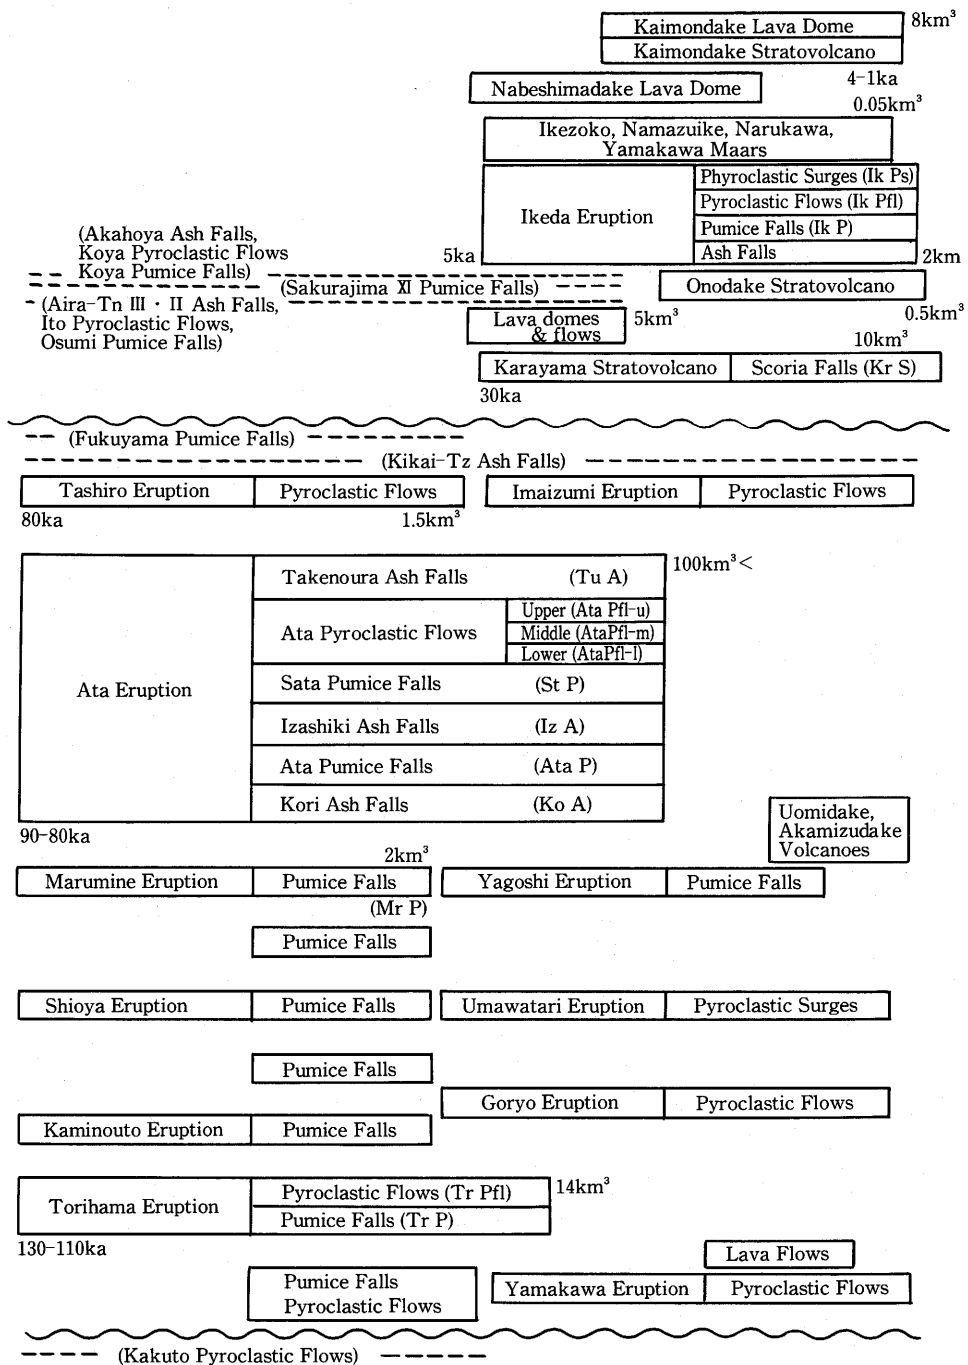 Kaimondake Lava Dome
8km³
Kaimondake Stratovolcano
4-1ka
Nabeshimadake Lava Dome
0.05km³
Ikezoko, Namazuike, Narukawa,
Yamakawa Maars
Ikeda Eruption
Phyroclastic Surges (Ik Ps)
Pyroclastic Flows (Ik Pfl)
Pumice Falls (Ik P)
Ash Falls
5ka
2km
(Akahoya Ash Falls,
Koya Pyroclastic Flows
Koya Pumice Falls)
(Sakurajima XI Pumice Falls)
Onodake Stratovolcano
0.5km³
(Aira-Tn III・II Ash Falls,
Ito Pyroclastic Flows,
Osumi Pumice Falls)
Lava domes
& flows
5km³
10km³
Karayama Stratovolcano
Scoria Falls (Kr S)
30ka
(Fukuyama Pumice Falls)
(Kikai-Tz Ash Falls)
Tashiro Eruption
Pyroclastic Flows
Imaizumi Eruption
Pyroclastic Flows
80ka
1.5km³
Ata Eruption
Takenoura Ash Falls (Tu A)
100km³<
Ata Pyroclastic Flows
Upper (Ata Pfl-u)
Middle (AtaPfl-m)
Lower (AtaPfl-l)
Sata Pumice Falls (St P)
Izashiki Ash Falls (Iz A)
Ata Pumice Falls (Ata P)
Kori Ash Falls (Ko A)
90-80ka
Uomidake,
Akamizudake
Volcanoes
2km³
Marumine Eruption
Pumice Falls
Yagoshi Eruption
Pumice Falls
(Mr P)
Pumice Falls
Shioya Eruption
Pumice Falls
Umawatari Eruption
Pyroclastic Surges
Pumice Falls
Goryo Eruption
Pyroclastic Flows
Kaminouto Eruption
Pumice Falls
Torihama Eruption
Pyroclastic Flows (Tr Pfl)
14km³
Pumice Falls (Tr P)
130-110ka
Lava Flows
Pumice Falls
Pyroclastic Flows
Yamakawa Eruption
Pyroclastic Flows
(Kakuto Pyroclastic Flows)